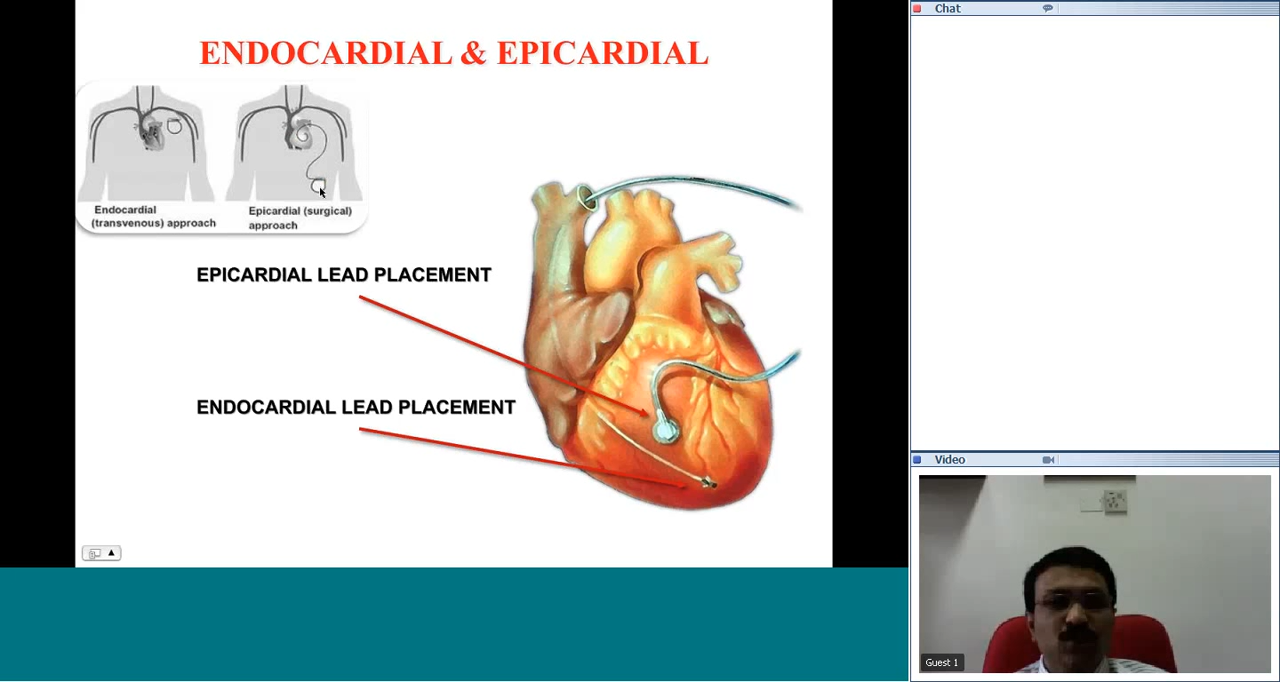 ENDOCARDIAL & EPICARDIAL
Endocardial
(transvenous) approach
Epicardial (surgical)
approach
EPICARDIAL LEAD PLACEMENT
ENDOCARDIAL LEAD PLACEMENT
Chat
Video
Guest 1